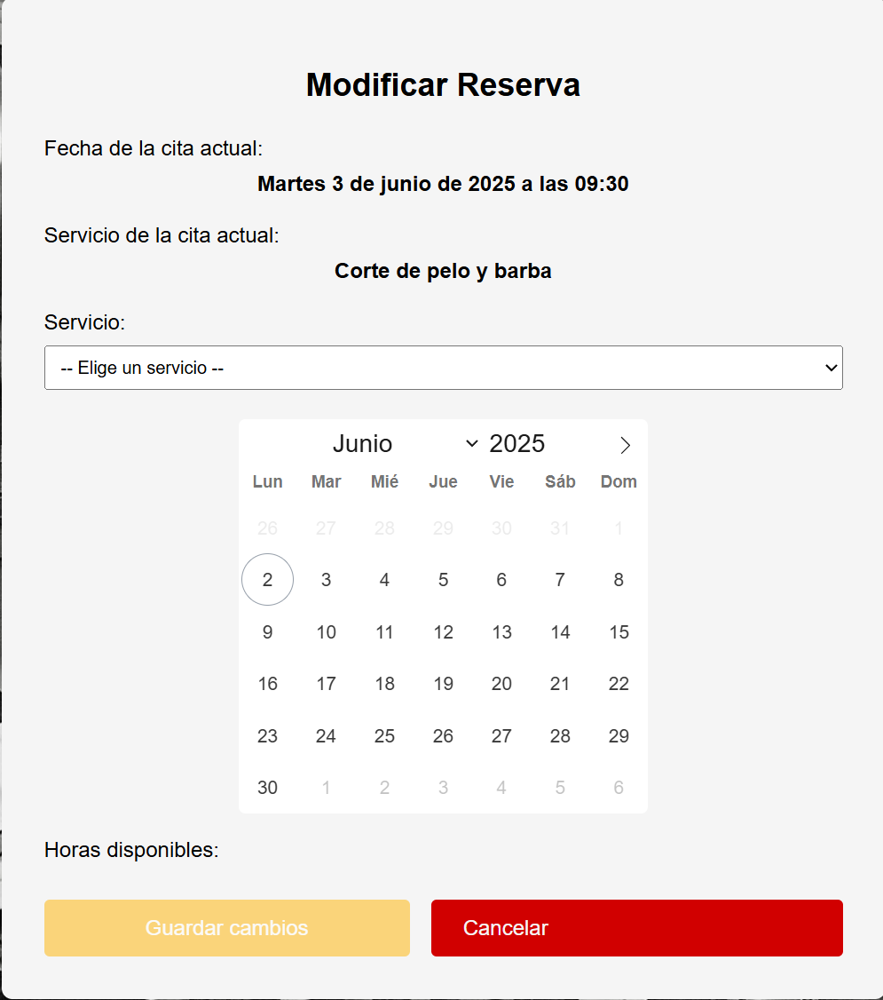 Modificar Reserva
Fecha de la cita actual:
Martes 3 de junio de 2025 a las 09:30
Servicio de la cita actual:
Corte de pelo y barba
Servicio:
-- Elige un servicio --
Junio 2025
Lun Mar Mié Jue Vie Sáb Dom
26 27 28 29 30 31 1
2 3 4 5 6 7 8
9 10 11 12 13 14 15
16 17 18 19 20 21 22
23 24 25 26 27 28 29
30 1 2 3 4 5 6
Horas disponibles:
Guardar cambios Cancelar